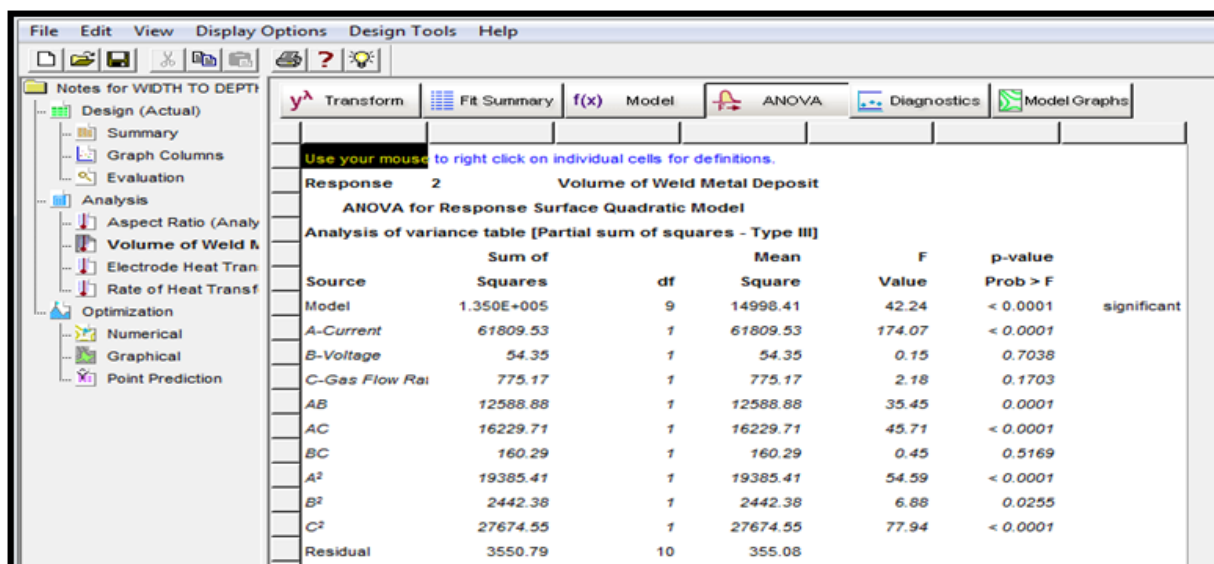 File Edit View Display Options Design Tools Help
Notes for WIDTH TO DEPTH
Design (Actual)
Summary
Graph Columns
Evaluation
Analysis
Aspect Ratio (Analy
Volume of Weld M
Electrode Heat Tran
Rate of Heat Transf
Optimization
Numerical
Graphical
Point Prediction
yλ Transform Fit Summary f(x) Model ANOVA Diagnostics Model Graphs
Use your mouse to right click on individual cells for definitions.
Response 2 Volume of Weld Metal Deposit
ANOVA for Response Surface Quadratic Model
Analysis of variance table [Partial sum of squares - Type III]
Sum of Mean F p-value
Source Squares df Square Value Prob > F
Model 1.350E+005 9 14998.41 42.24 < 0.0001 significant
A-Current 61809.53 1 61809.53 174.07 < 0.0001
B-Voltage 54.35 1 54.35 0.15 0.7038
C-Gas Flow Rat 775.17 1 775.17 2.18 0.1703
AB 12588.88 1 12588.88 35.45 0.0001
AC 16229.71 1 16229.71 45.71 < 0.0001
BC 160.29 1 160.29 0.45 0.5169
A² 19385.41 1 19385.41 54.59 < 0.0001
B² 2442.38 1 2442.38 6.88 0.0255
C² 27674.55 1 27674.55 77.94 < 0.0001
Residual 3550.79 10 355.08